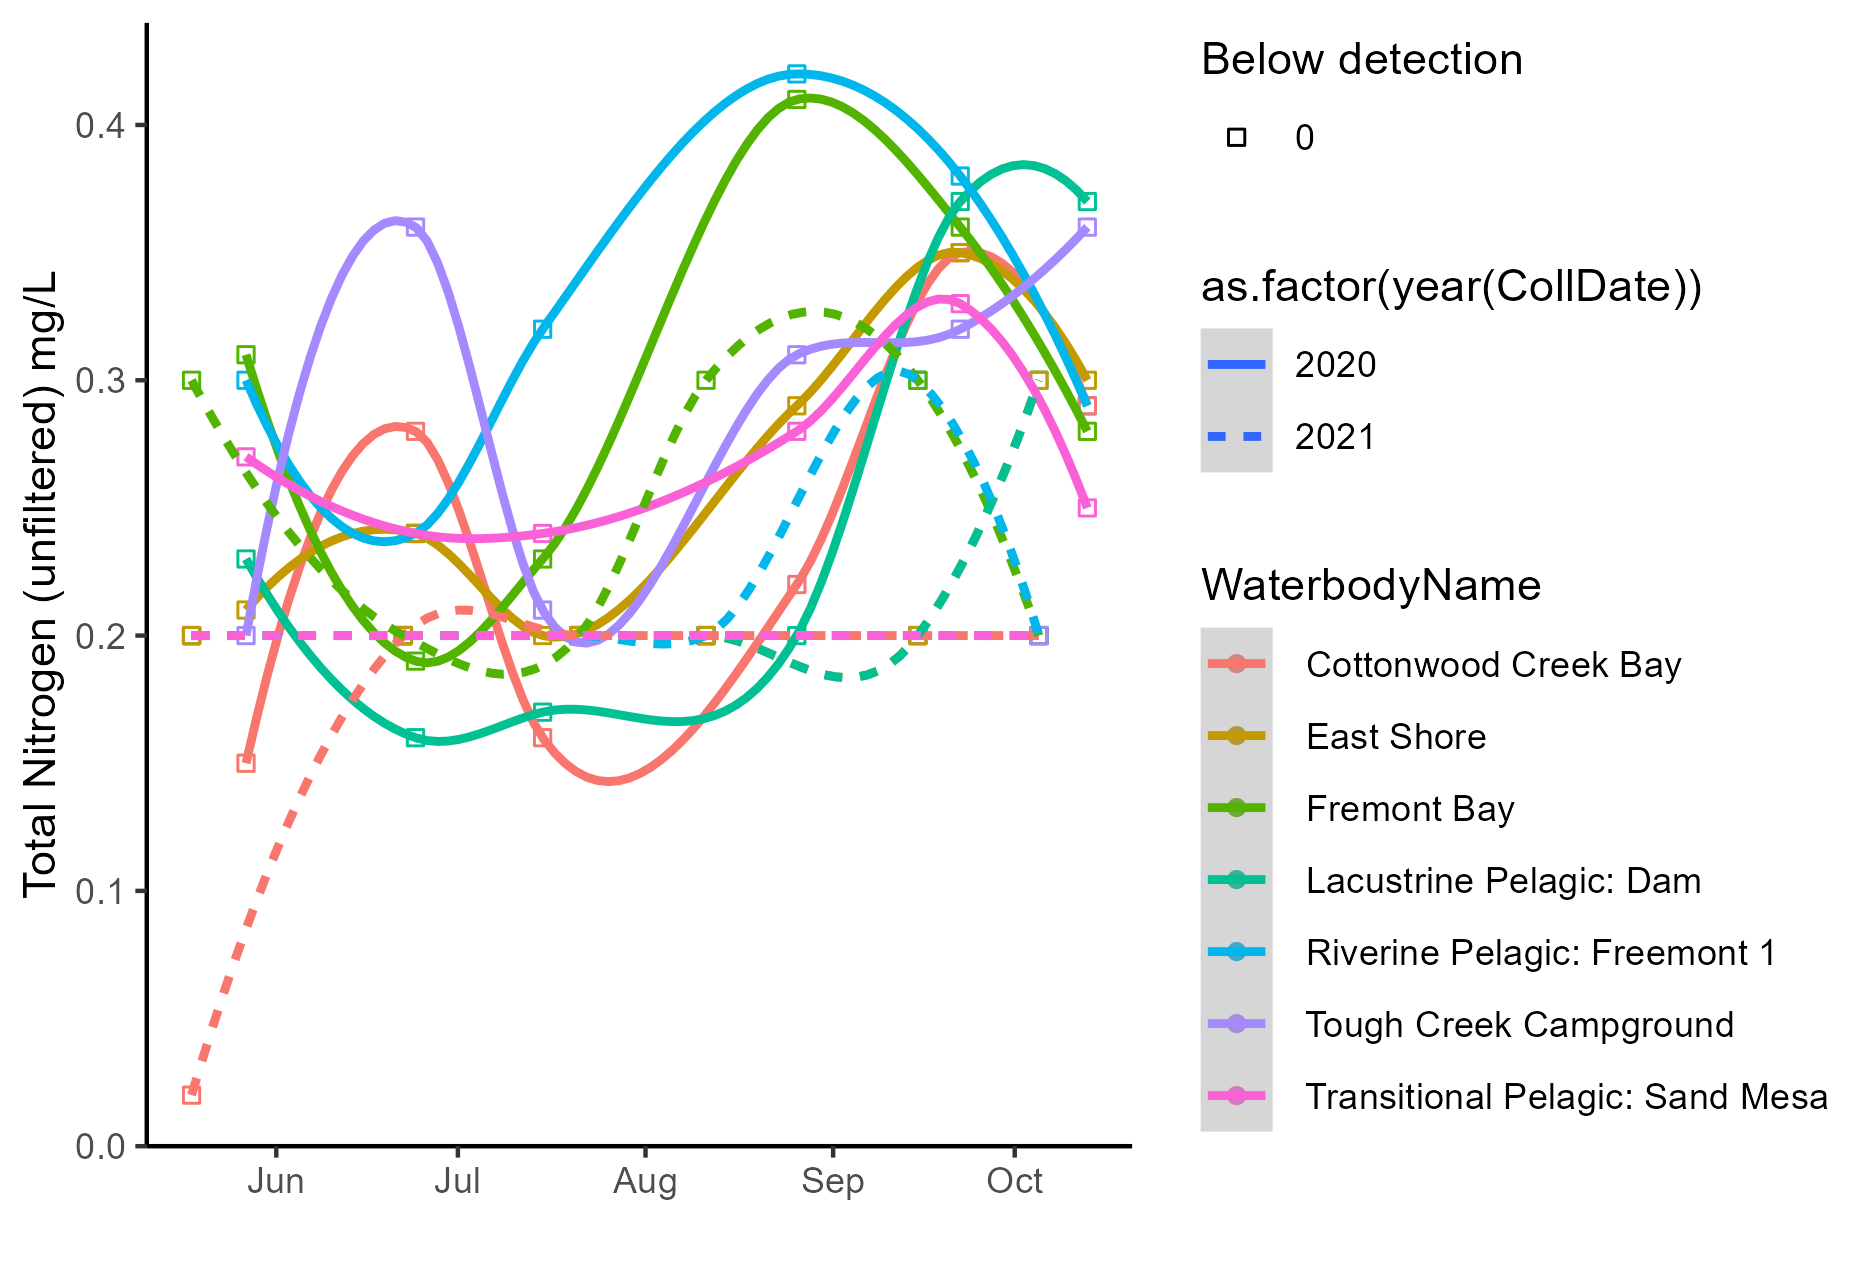 Total Nitrogen (unfiltered) mg/L
0.4
0.3
0.2
0.1
0.0
Jun Jul Aug Sep Oct
Below detection
0
as.factor(year(CollDate))
2020
2021
WaterbodyName
Cottonwood Creek Bay
East Shore
Fremont Bay
Lacustrine Pelagic: Dam
Riverine Pelagic: Freemont 1
Tough Creek Campground
Transitional Pelagic: Sand Mesa